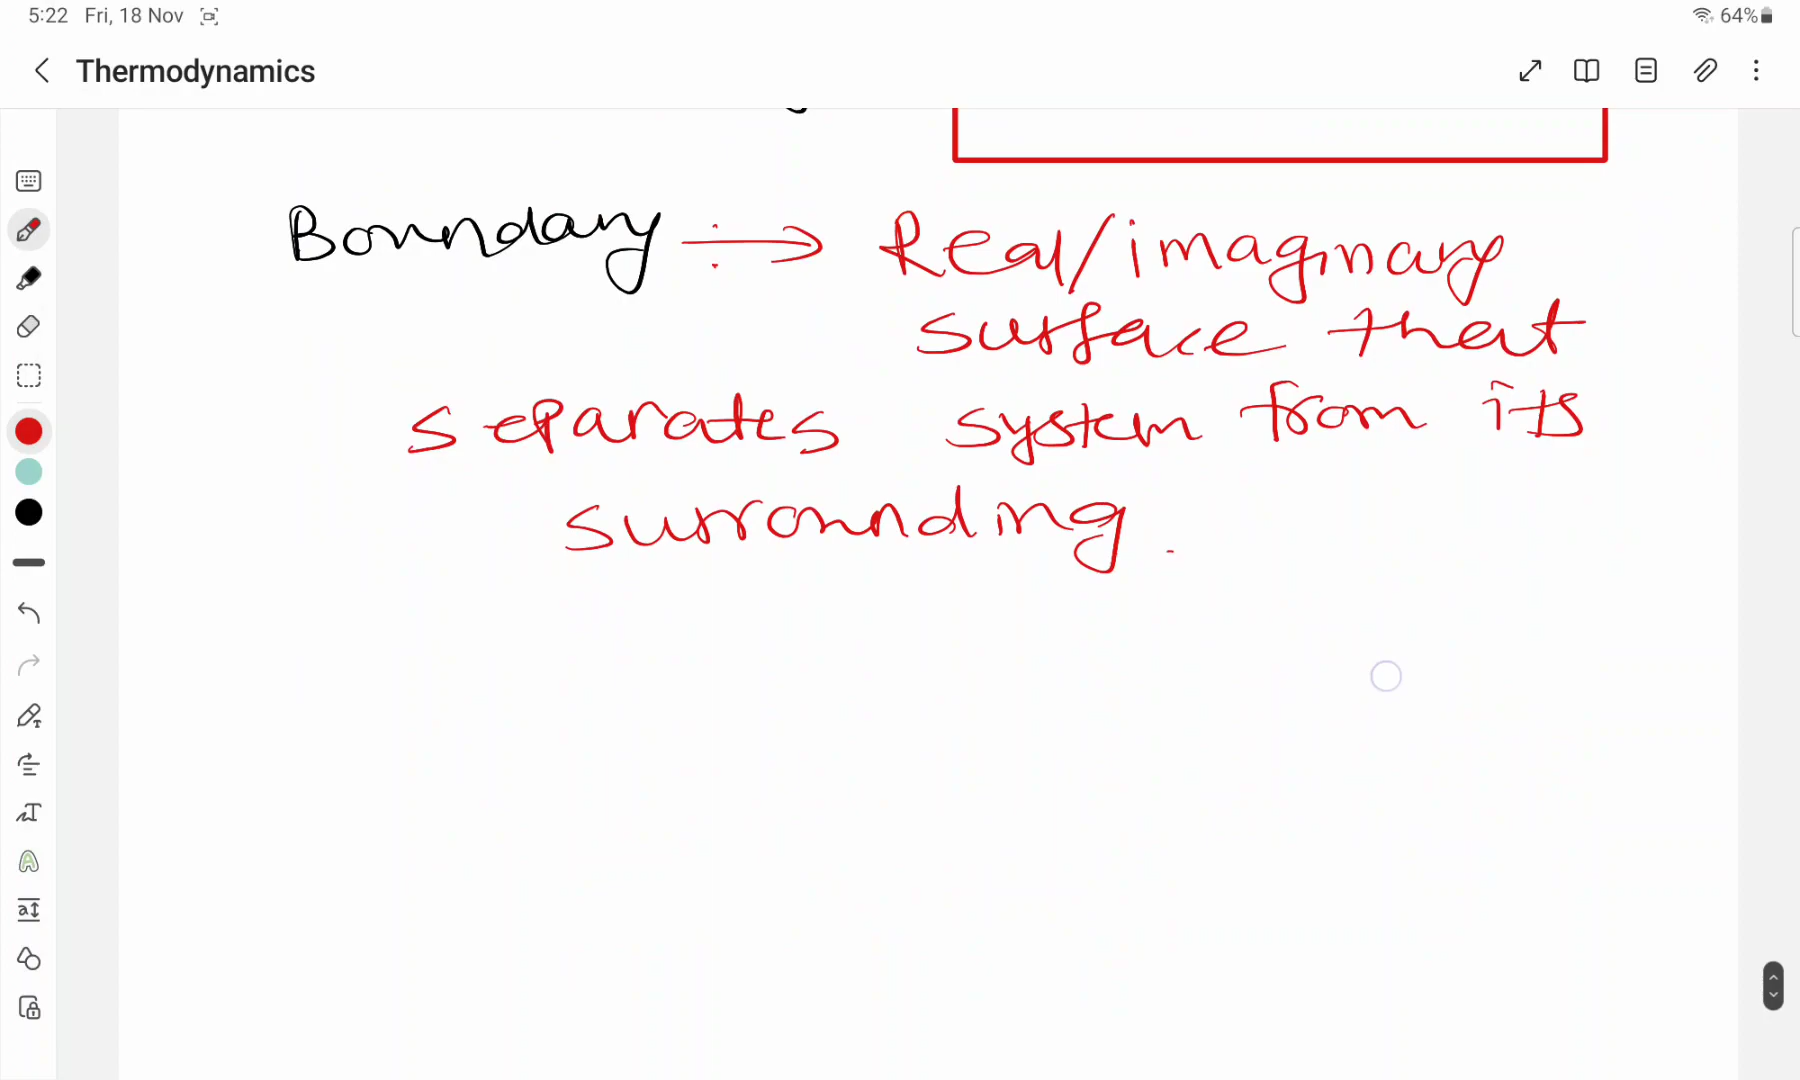 5:22 Fri, 18 Nov 64%
Thermodynamics
Boundary :→ Real/imaginary
surface that
separates system from its
surrounding.